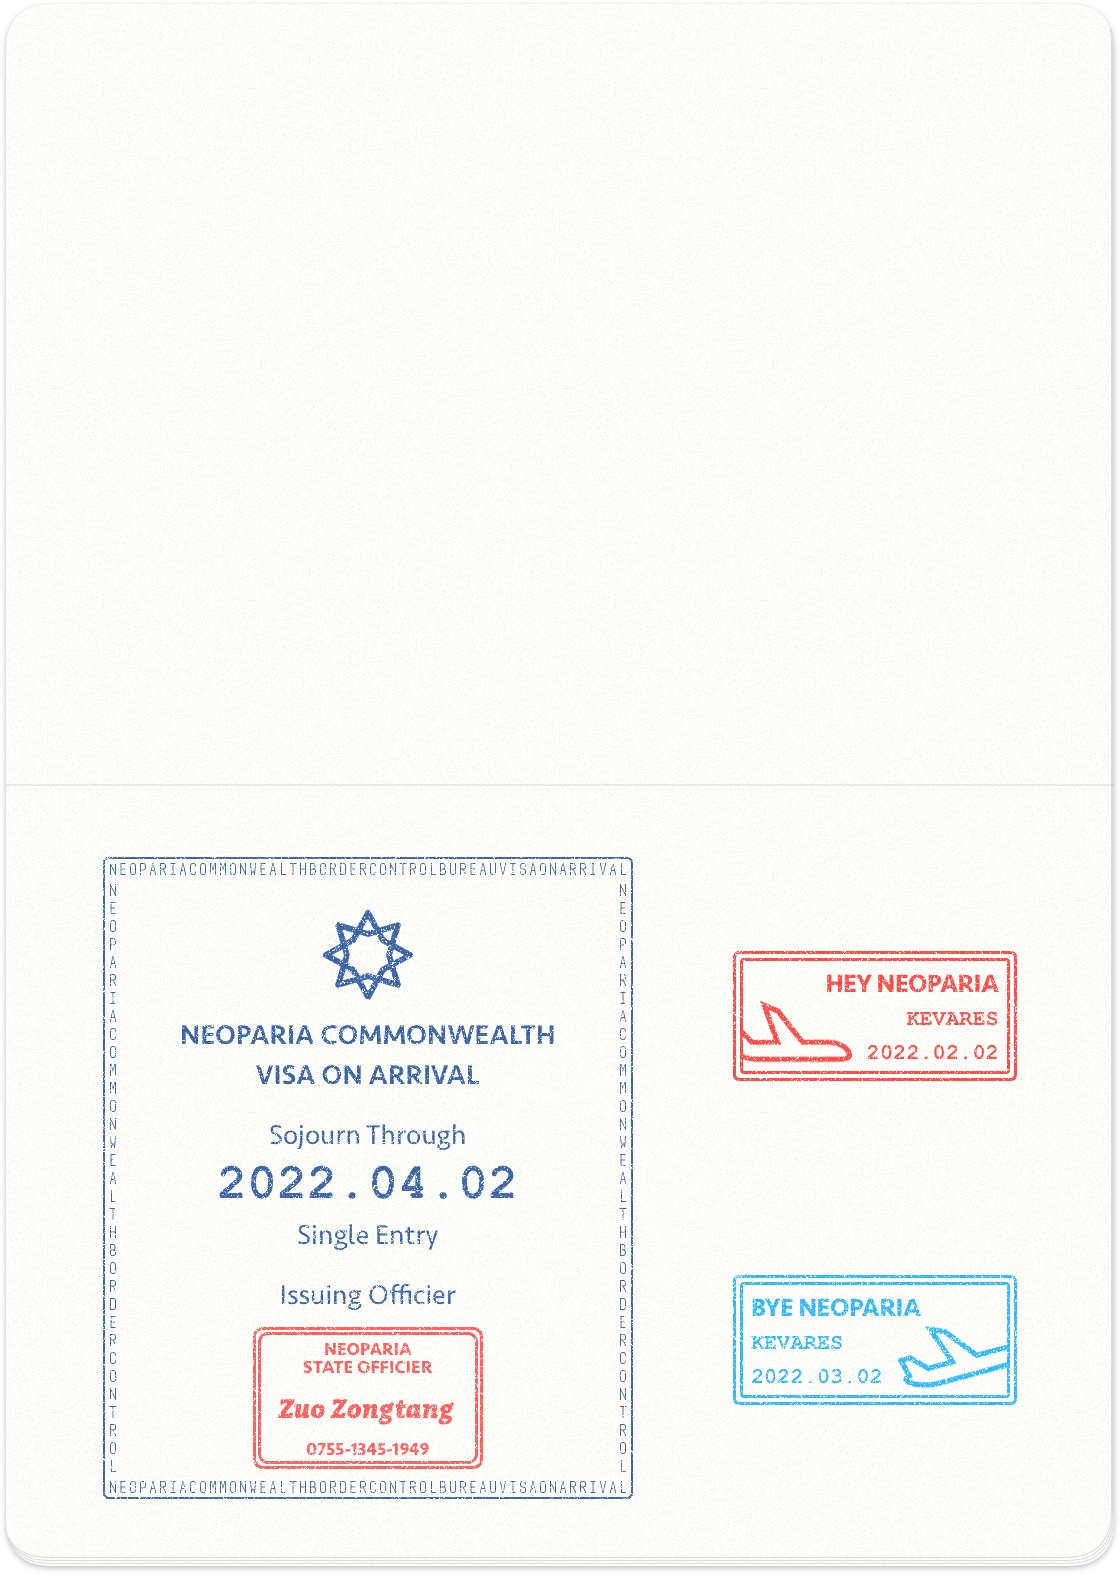 NEOPARIACOMMONWEALTHBORDERCONTROLBUREAUVISAONARRIVAL
NEOPARIACOMMONWEALTHBORDERCONTROL
NEOPARIACOMMONWEALTHBORDERCONTROL
NEOPARIA COMMONWEALTH
VISA ON ARRIVAL
Sojourn Through
2022.04.02
Single Entry
Issuing Officier
NEOPARIA
STATE OFFICIER
Zuo Zongtang
0755-1345-1949
NEOPARIACOMMONWEALTHBORDERCONTROLBUREAUVISAONARRIVAL
HEY NEOPARIA
KEVARES
2022.02.02
BYE NEOPARIA
KEVARES
2022.03.02